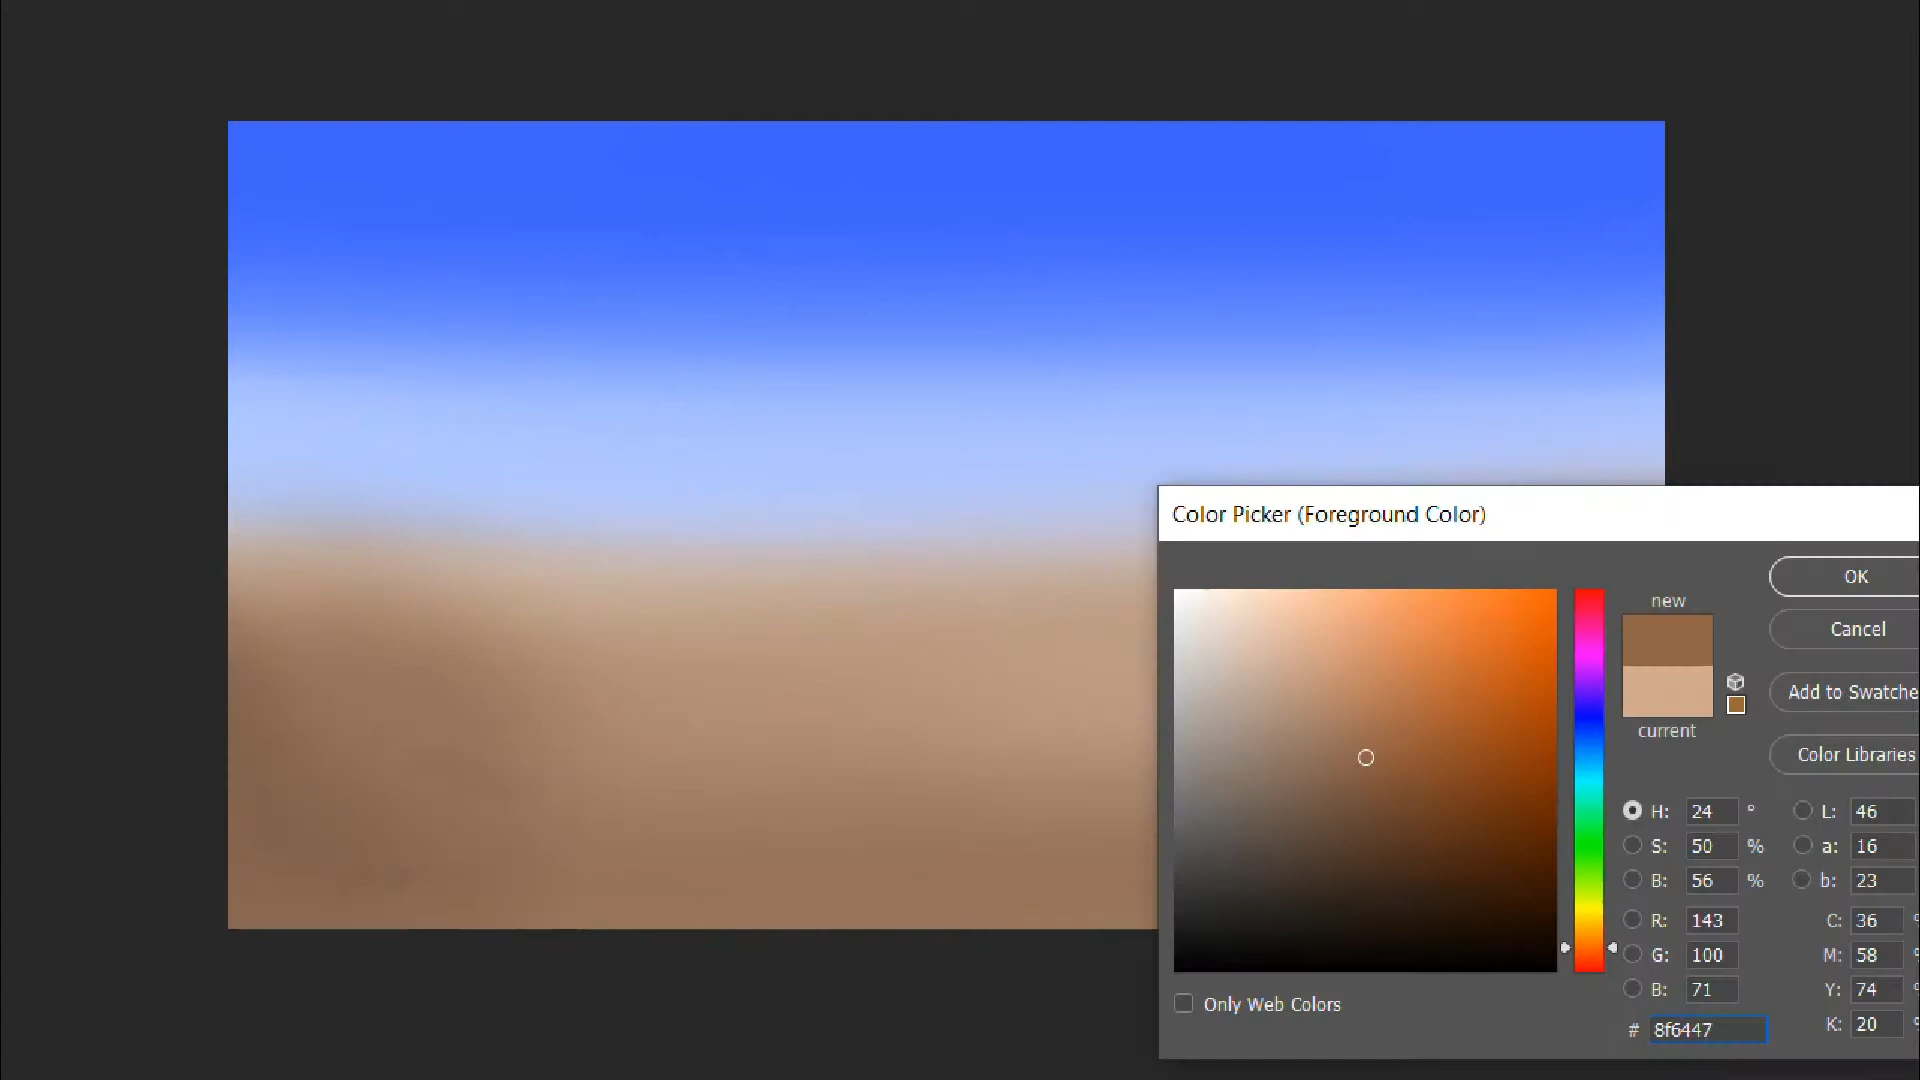 Color Picker (Foreground Color)
OK
new
Cancel
Add to Swatche
current
Color Libraries
H: 24 ° L: 46
S: 50 % a: 16
B: 56 % b: 23
R: 143 C: 36 %
G: 100 M: 58 %
B: 71 Y: 74 %
Only Web Colors
# 8f6447 K: 20 %